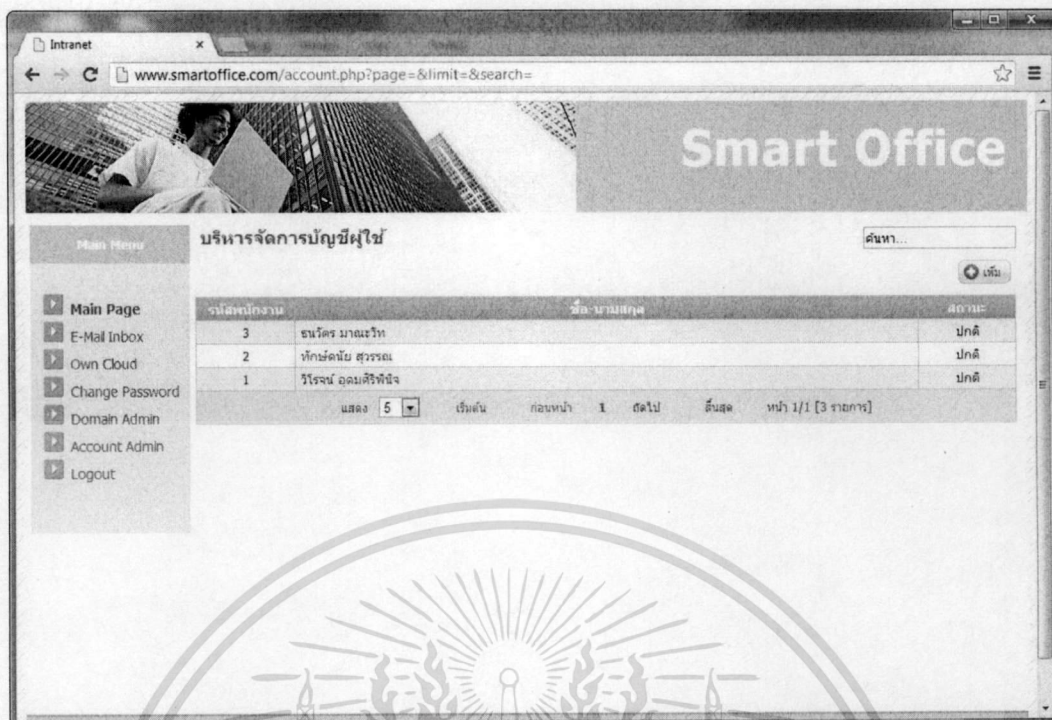 Intranet
www.smartoffice.com/account.php?page=&limit=&search=
Smart Office
Main Menu
Main Page
E-Mail Inbox
Own Cloud
Change Password
Domain Admin
Account Admin
Logout
บริหารจัดการบัญชีผู้ใช้
ค้นหา...
เพิ่ม
รหัสพนักงาน ชื่อ-นามสกุล สถานะ
3 ธนวัตร มาณะวิท ปกติ
2 ทักษ์ดนัย สุวรรณ ปกติ
1 วิโรจน์ อุดมศิริพินิจ ปกติ
แสดง 5 เริ่มต้น ก่อนหน้า 1 ถัดไป สิ้นสุด หน้า 1/1 [3 รายการ]